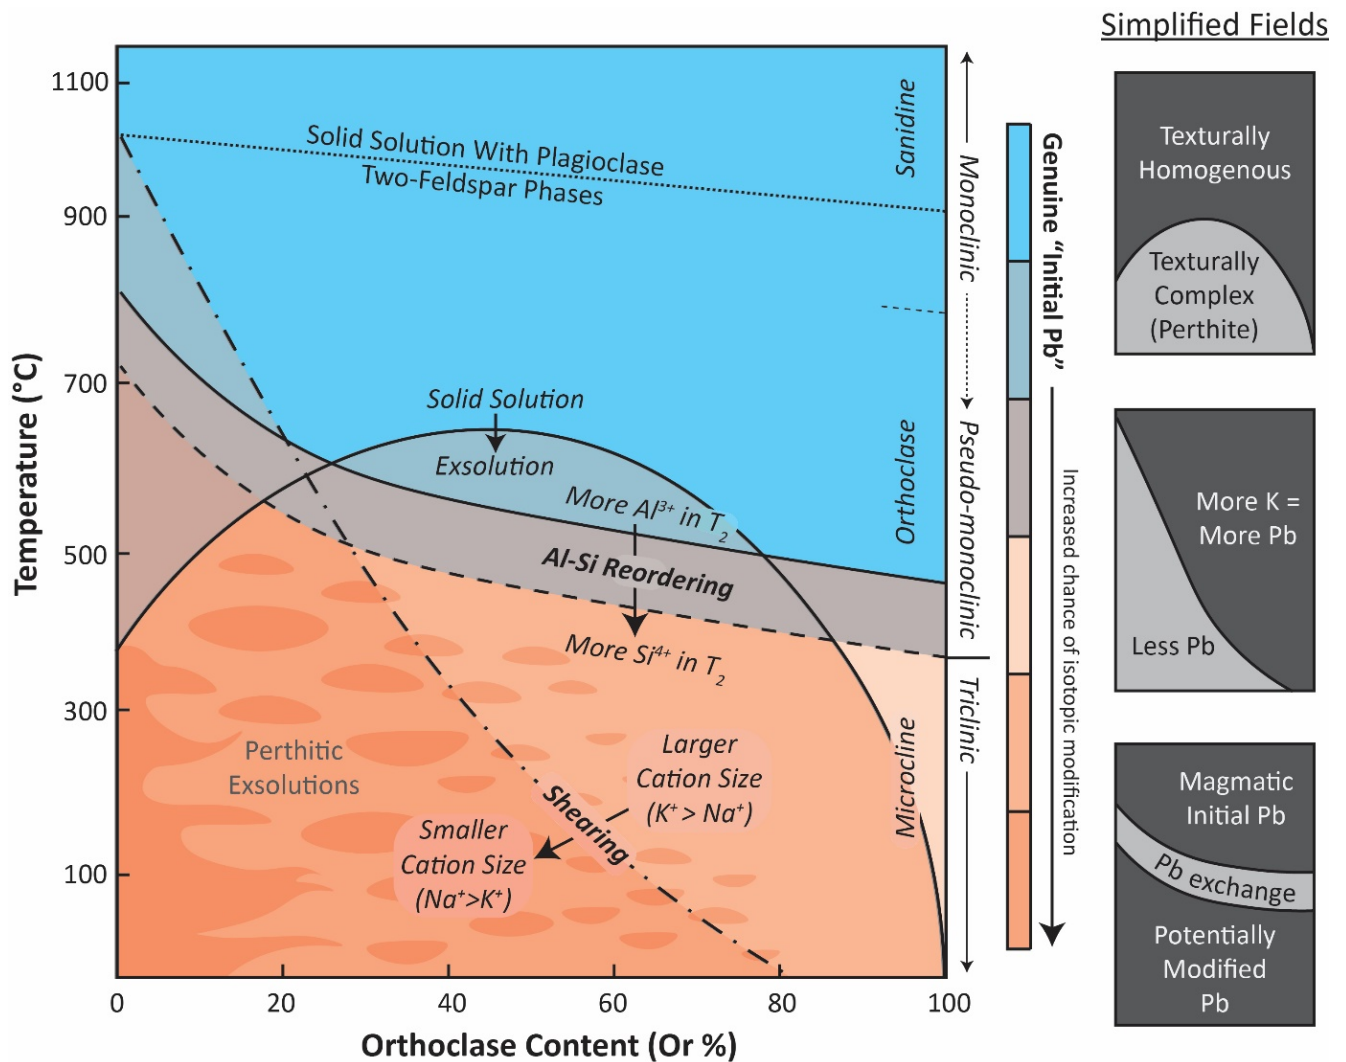 Simplified Fields
1100
900
700
500
300
100
Temperature (°C)
0
20
40
60
80
100
Orthoclase Content (Or %)
Solid Solution With Plagioclase
Two-Feldspar Phases
Solid Solution
Exsolution
More Al³⁺ in T₂
Al-Si Reordering
More Si⁴⁺ in T₂
Perthitic
Exsolutions
Larger
Cation Size
(K⁺ > Na⁺)
Shearing
Smaller
Cation Size
(Na⁺>K⁺)
Sanidine
Orthoclase
Microcline
Monoclinic
Pseudo-monoclinic
Triclinic
Genuine “Initial Pb”
Increased chance of isotopic modification
Texturally
Homogenous
Texturally
Complex
(Perthite)
More K =
More Pb
Less Pb
Magmatic
Initial Pb
Pb exchange
Potentially
Modified
Pb